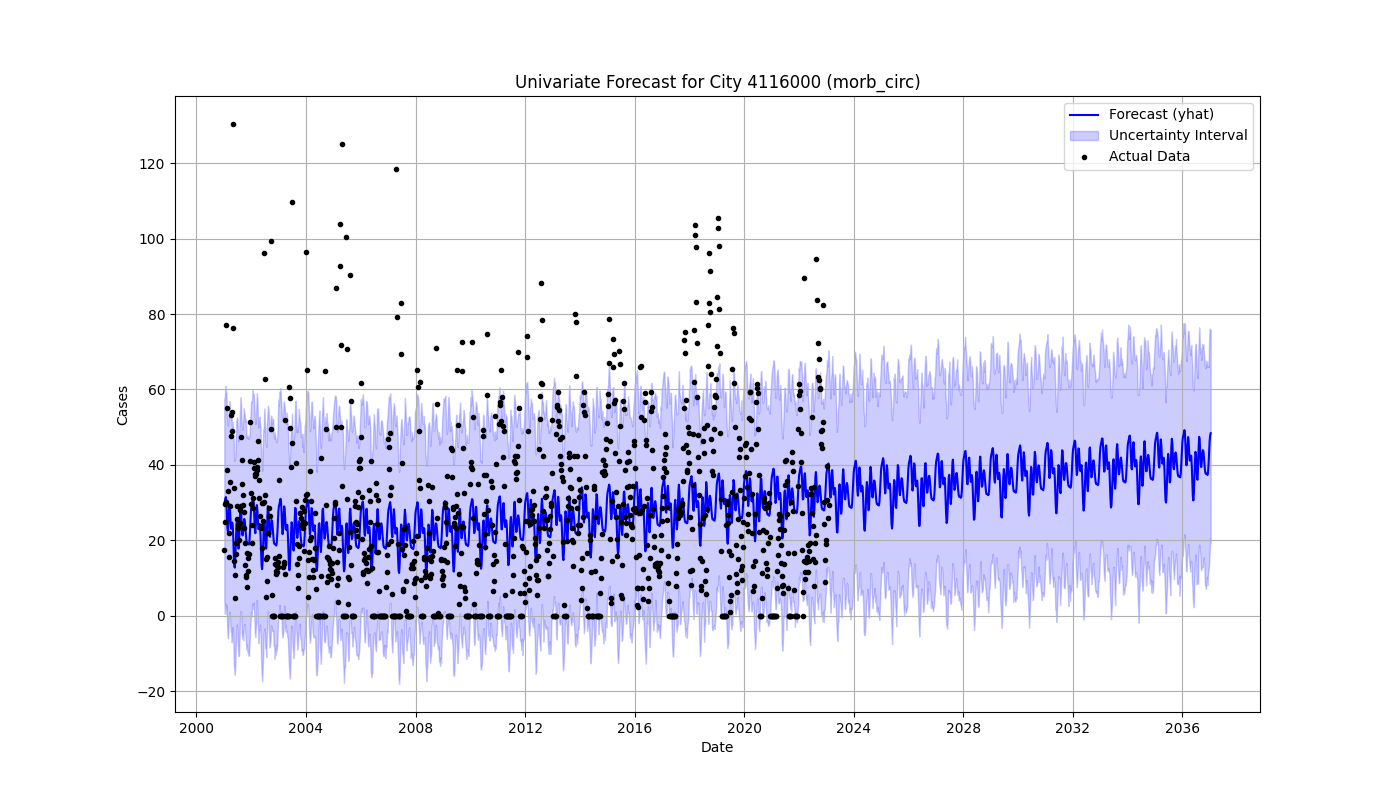 Univariate Forecast for City 4116000 (morb_circ)
Forecast (yhat)
Uncertainty Interval
Actual Data
Cases
120
100
80
60
40
20
0
−20
2000 2004 2008 2012 2016 2020 2024 2028 2032 2036
Date